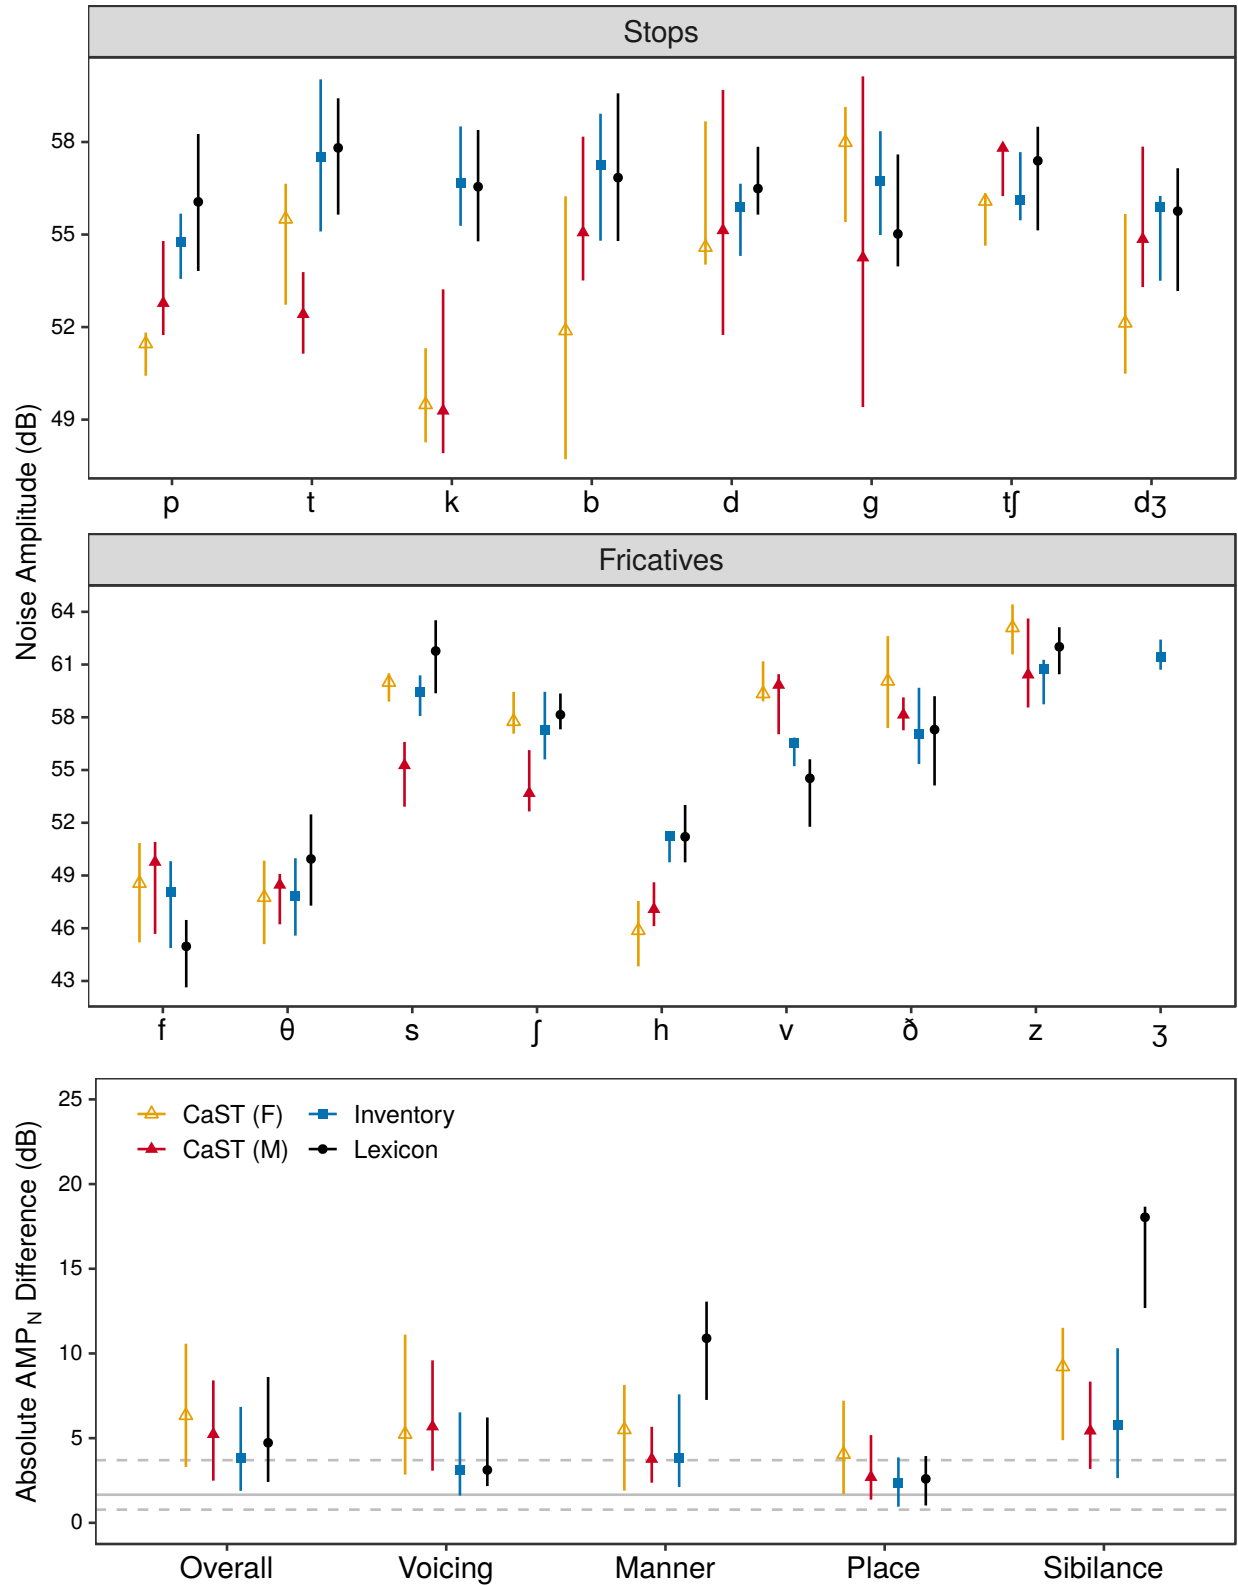 Stops
Noise Amplitude (dB)
58
55
52
49
p t k b d g tʃ dʒ
Fricatives
64
61
58
55
52
49
46
43
f θ s ʃ h v ð z ʒ
Absolute AMP_N Difference (dB)
25
20
15
10
5
0
CaST (F) Inventory
CaST (M) Lexicon
Overall Voicing Manner Place Sibilance